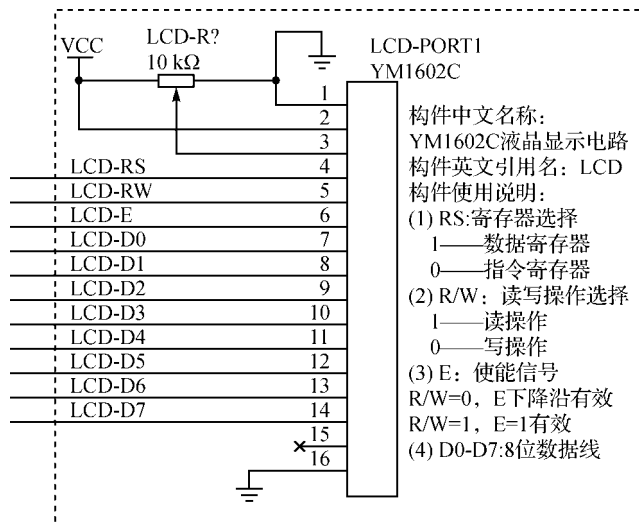 VCC
LCD-R?
10 kΩ
LCD-PORT1
YM1602C
1
2
3
LCD-RS 4
LCD-RW 5
LCD-E 6
LCD-D0 7
LCD-D1 8
LCD-D2 9
LCD-D3 10
LCD-D4 11
LCD-D5 12
LCD-D6 13
LCD-D7 14
15
16
构件中文名称：
YM1602C液晶显示电路
构件英文引用名：LCD
构件使用说明：
(1) RS:寄存器选择
1——数据寄存器
0——指令寄存器
(2) R/W：读写操作选择
1——读操作
0——写操作
(3) E：使能信号
R/W=0，E下降沿有效
R/W=1，E=1有效
(4) D0-D7:8位数据线